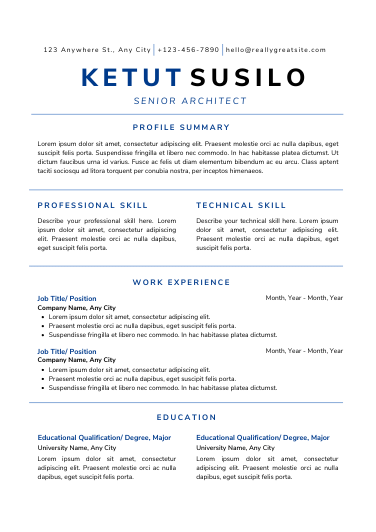 123 Anywhere St., Any City | +123-456-7890 | hello@reallygreatsite.com
KETUT SUSILO
SENIOR ARCHITECT
PROFILE SUMMARY
Lorem ipsum dolor sit amet, consectetur adipiscing elit. Praesent molestie orci ac nulla dapibus, eget
suscipit felis porta. Suspendisse fringilla et libero nec commodo. In hac habitasse platea dictumst. Ut
dictum faucibus urna id varius. Fusce ac felis ut diam elementum bibendum ac eu arcu. Class aptent
taciti sociosqu ad litora torquent per conubia nostra, per inceptos himenaeos.
PROFESSIONAL SKILL
Describe your professional skill here. Lorem
ipsum dolor sit amet, consectetur adipiscing
elit. Praesent molestie orci ac nulla dapibus,
eget suscipit felis porta.
TECHNICAL SKILL
Describe your technical skill here. Lorem
ipsum dolor sit amet, consectetur adipiscing
elit. Praesent molestie orci ac nulla dapibus,
eget suscipit felis porta.
WORK EXPERIENCE
Job Title/ Position Month, Year - Month, Year
Company Name, Any City
• Lorem ipsum dolor sit amet, consectetur adipiscing elit.
• Praesent molestie orci ac nulla dapibus, eget suscipit felis porta.
• Suspendisse fringilla et libero nec commodo. In hac habitasse platea dictumst.
Job Title/ Position Month, Year - Month, Year
Company Name, Any City
• Lorem ipsum dolor sit amet, consectetur adipiscing elit.
• Praesent molestie orci ac nulla dapibus, eget suscipit felis porta.
• Suspendisse fringilla et libero nec commodo. In hac habitasse platea dictumst.
EDUCATION
Educational Qualification/ Degree, Major
University Name, Any City
Lorem ipsum dolor sit amet, consectetur
adipiscing elit. Praesent molestie orci ac nulla
dapibus, eget suscipit felis porta.
Educational Qualification/ Degree, Major
University Name, Any City
Lorem ipsum dolor sit amet, consectetur
adipiscing elit. Praesent molestie orci ac nulla
dapibus, eget suscipit felis porta.